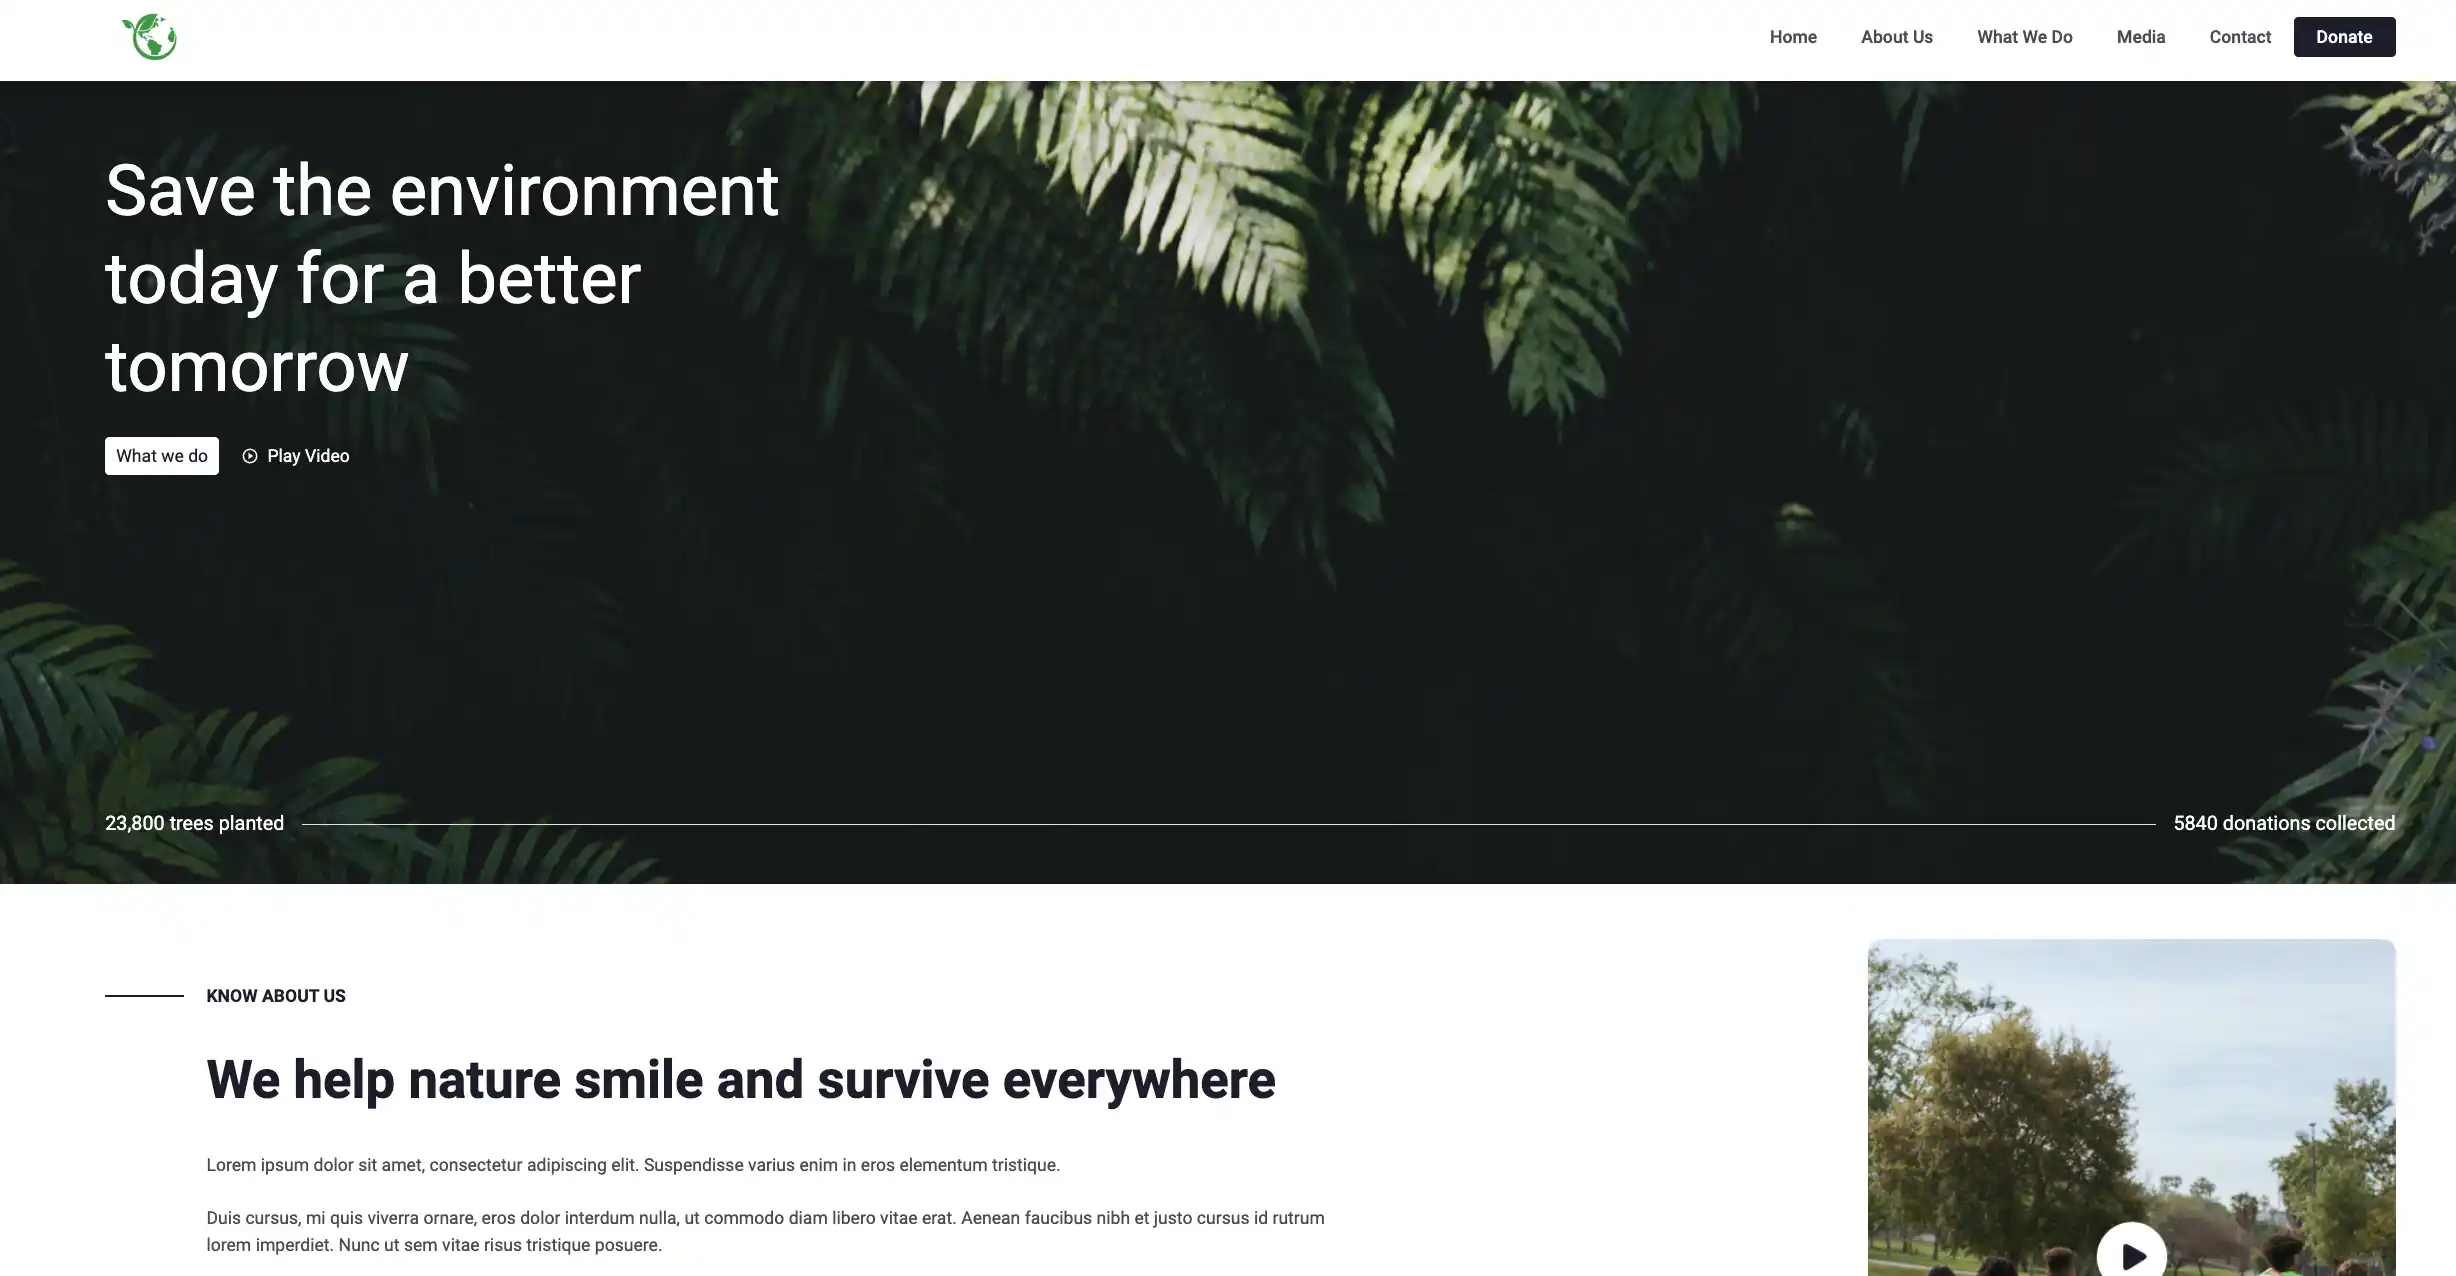 Home About Us What We Do Media Contact Donate
Save the environment
today for a better
tomorrow
What we do Play Video
23,800 trees planted 5840 donations collected
KNOW ABOUT US
We help nature smile and survive everywhere
Lorem ipsum dolor sit amet, consectetur adipiscing elit. Suspendisse varius enim in eros elementum tristique.
Duis cursus, mi quis viverra ornare, eros dolor interdum nulla, ut commodo diam libero vitae erat. Aenean faucibus nibh et justo cursus id rutrum
lorem imperdiet. Nunc ut sem vitae risus tristique posuere.